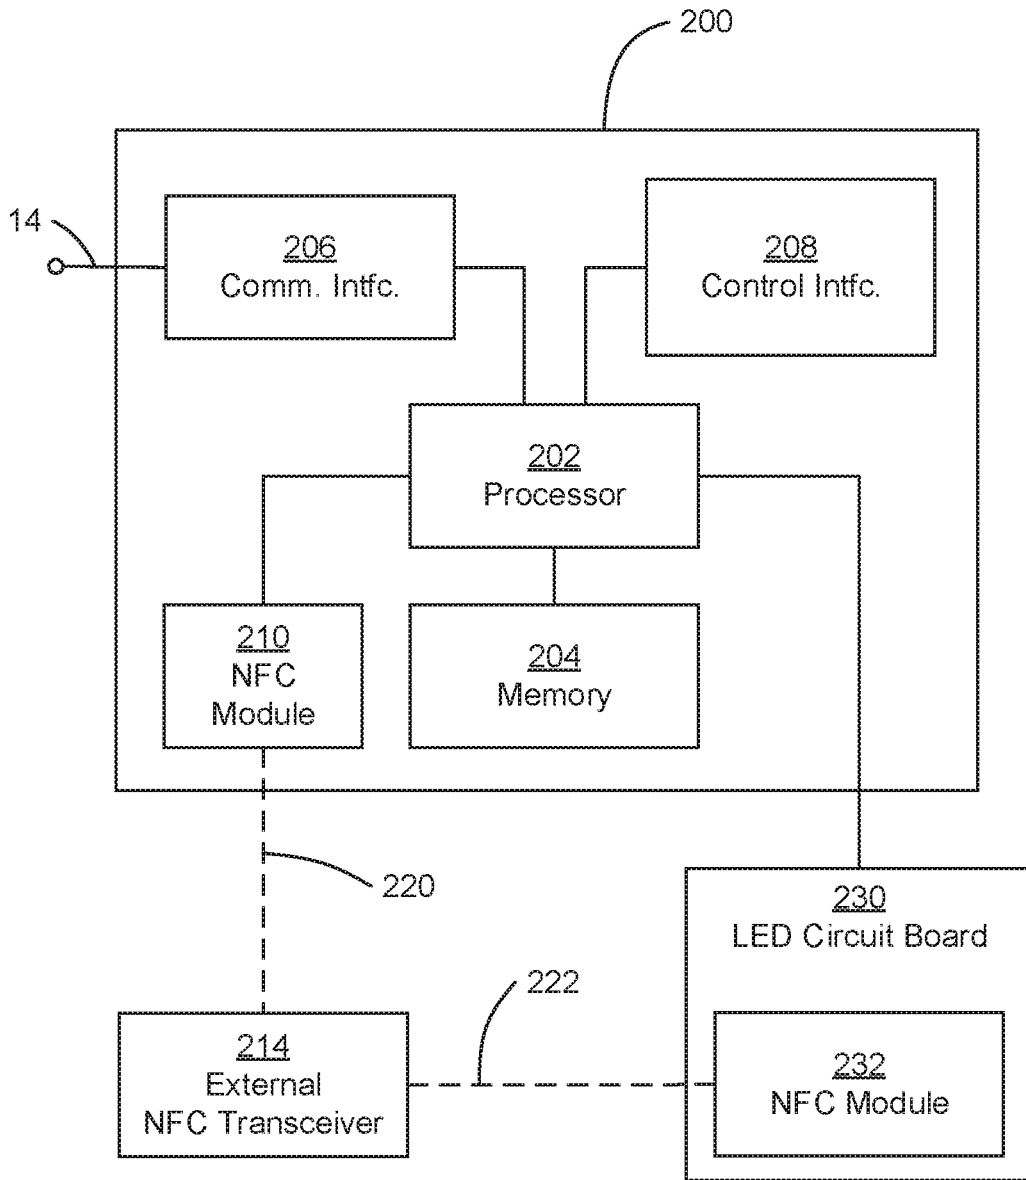 200
14
206
Comm. Intfc.
208
Control Intfc.
202
Processor
210
NFC
Module
204
Memory
220
230
LED Circuit Board
222
214
External
NFC Transceiver
232
NFC Module